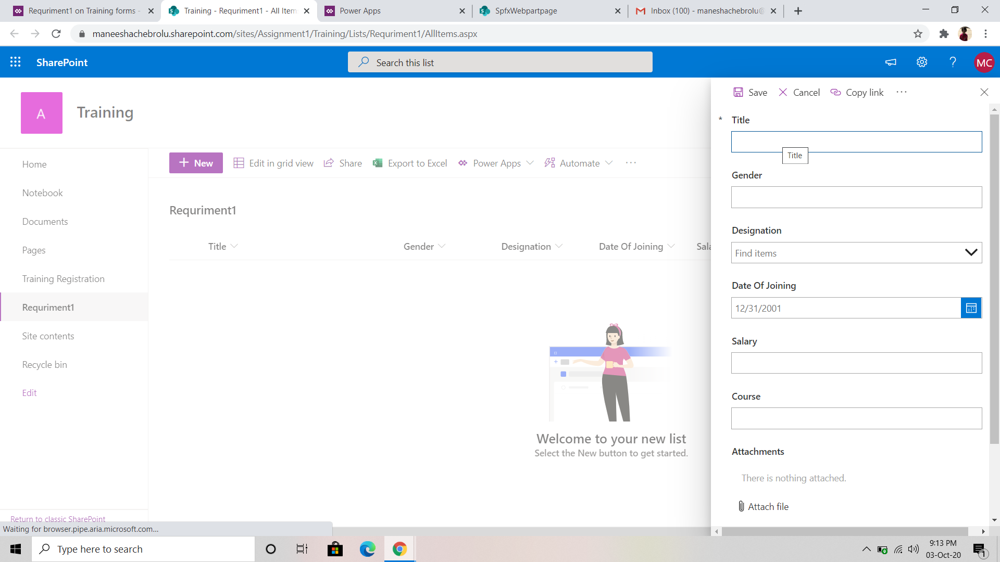 Requriment1 on Training forms -
Training - Requriment1 - All Item
Power Apps
SpfxWebpartpage
Inbox (100) - maneshachebrolu@
maneeshachebrolu.sharepoint.com/sites/Assignment1/Training/Lists/Requriment1/AllItems.aspx
SharePoint
Search this list
MC
A
Training
Home
Notebook
Documents
Pages
Training Registration
Requriment1
Site contents
Recycle bin
Edit
Return to classic SharePoint
Waiting for browser.pipe.aria.microsoft.com...
New
Edit in grid view
Share
Export to Excel
Power Apps
Automate
Requriment1
Title
Gender
Designation
Date Of Joining
Sala
Welcome to your new list
Select the New button to get started.
Save
Cancel
Copy link
* Title
Title
Gender
Designation
Find items
Date Of Joining
12/31/2001
Salary
Course
Attachments
There is nothing attached.
Attach file
Type here to search
9:13 PM
03-Oct-20
1